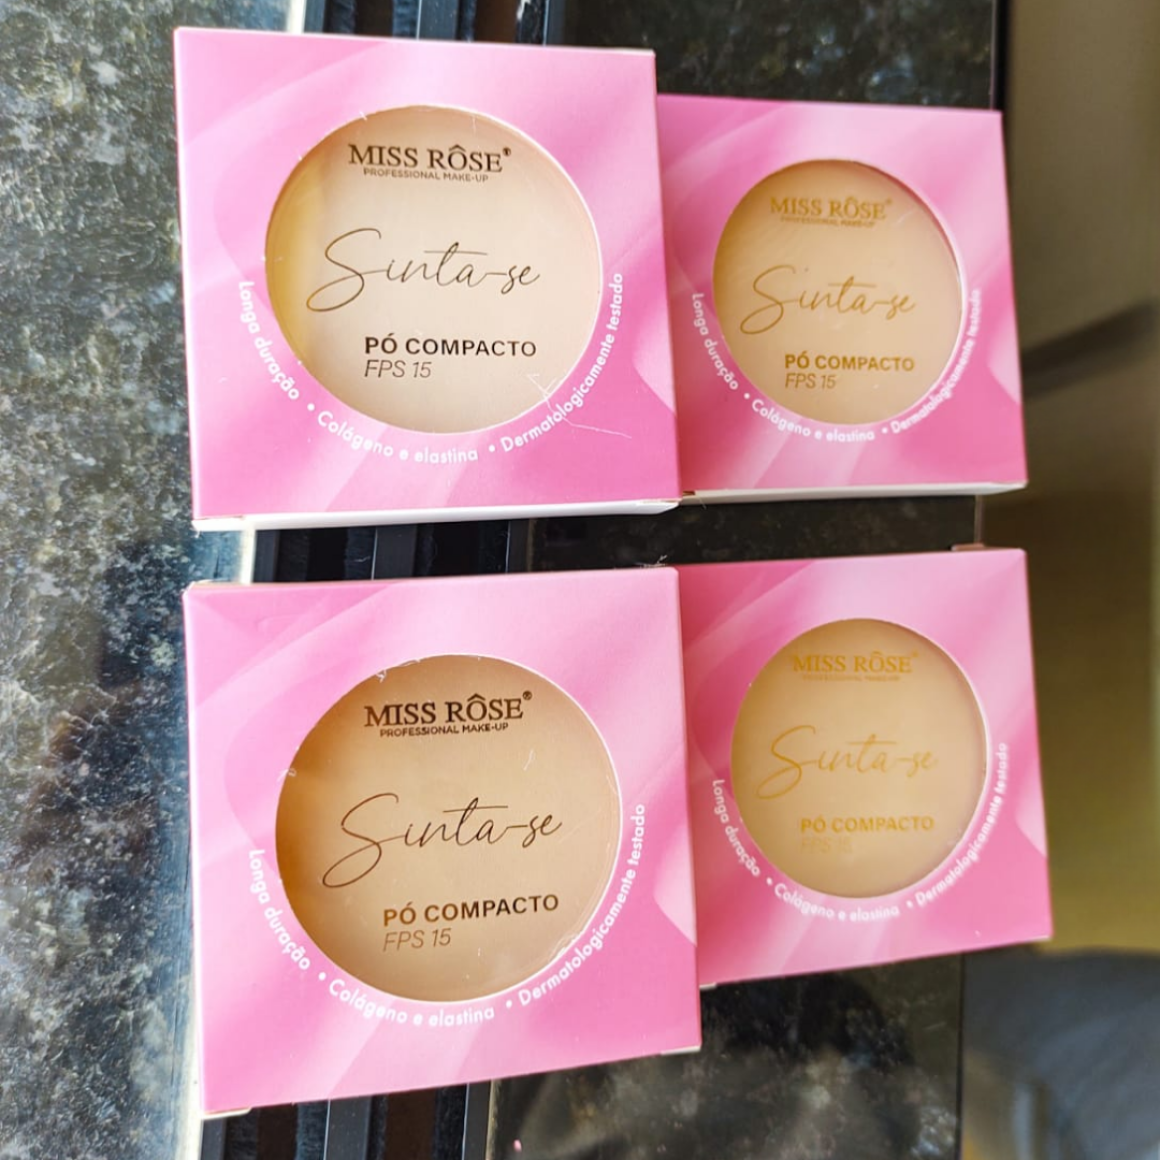 MISS RÔSE®
PROFESSIONAL MAKE-UP
Sinta-se
PÓ COMPACTO
FPS 15
Longa duração • Colágeno e elastina • Dermatologicamente testado
MISS RÔSE®
PROFESSIONAL MAKE-UP
Sinta-se
PÓ COMPACTO
FPS 15
Longa duração • Colágeno e elastina • Dermatologicamente testado
MISS RÔSE®
PROFESSIONAL MAKE-UP
Sinta-se
PÓ COMPACTO
FPS 15
Longa duração • Colágeno e elastina • Dermatologicamente testado
MISS RÔSE®
PROFESSIONAL MAKE-UP
Sinta-se
PÓ COMPACTO
FPS 15
Longa duração • Colágeno e elastina • Dermatologicamente testado